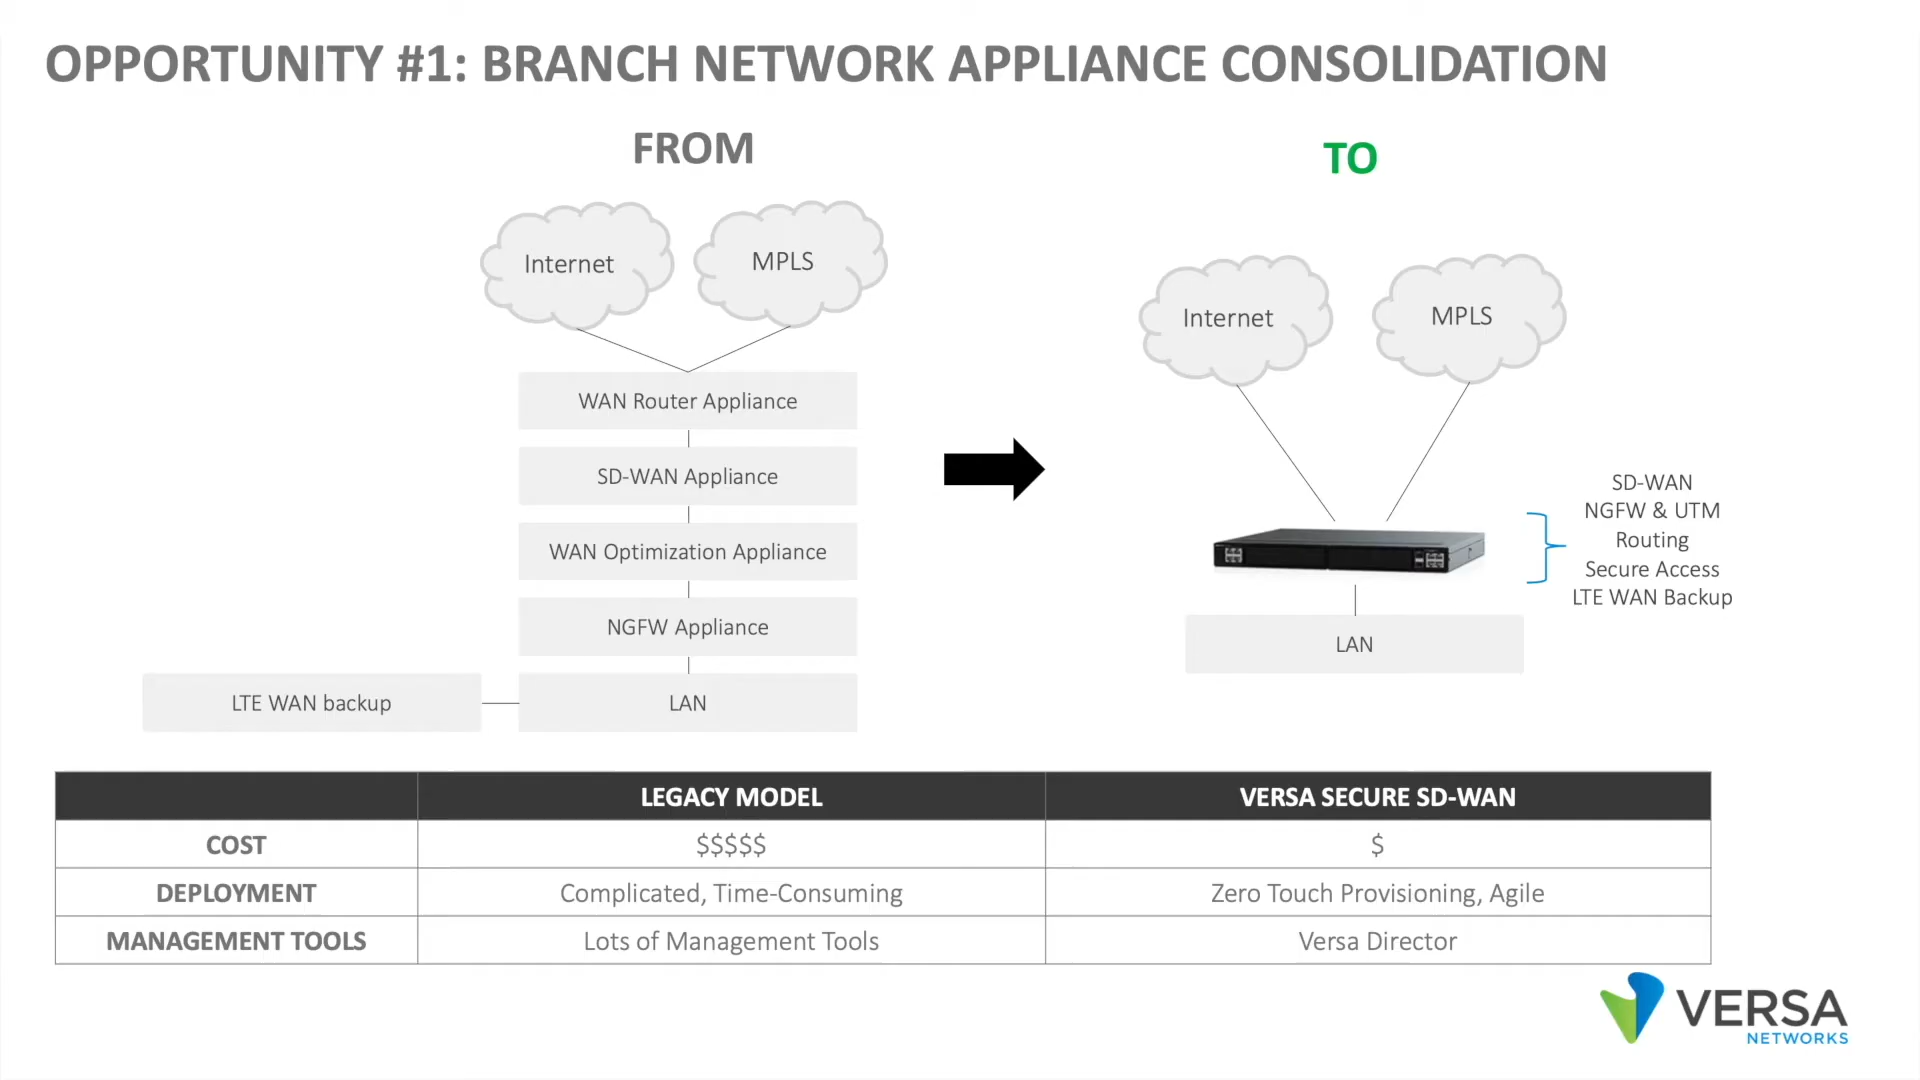 OPPORTUNITY #1: BRANCH NETWORK APPLIANCE CONSOLIDATION
FROM
Internet
MPLS
WAN Router Appliance
SD-WAN Appliance
WAN Optimization Appliance
NGFW Appliance
LTE WAN backup
LAN
TO
Internet
MPLS
SD-WAN
NGFW & UTM
Routing
Secure Access
LTE WAN Backup
LAN
LEGACY MODEL
VERSA SECURE SD-WAN
COST
$$$$$
$
DEPLOYMENT
Complicated, Time-Consuming
Zero Touch Provisioning, Agile
MANAGEMENT TOOLS
Lots of Management Tools
Versa Director
VERSA
NETWORKS